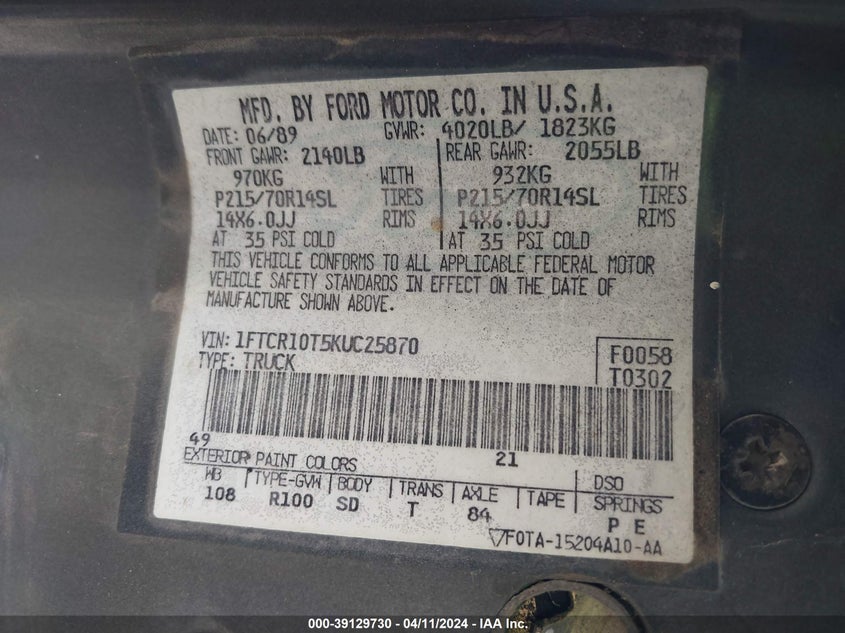 MFD. BY FORD MOTOR CO. IN U.S.A.
DATE: 06/89 GVWR: 4020LB/ 1823KG
FRONT GAWR: 2140LB REAR GAWR: 2055LB
970KG WITH 932KG WITH
P215/70R14SL TIRES P215/70R14SL TIRES
14X6.0JJ RIMS 14X6.0JJ RIMS
AT 35 PSI COLD AT 35 PSI COLD
THIS VEHICLE CONFORMS TO ALL APPLICABLE FEDERAL MOTOR
VEHICLE SAFETY STANDARDS IN EFFECT ON THE DATE OF
MANUFACTURE SHOWN ABOVE.
VIN: 1FTCR10T5KUC25870 F0058
TYPE: TRUCK T0302
49 21
EXTERIOR PAINT COLORS DSO
WB TYPE-GVW BODY TRANS AXLE TAPE SPRINGS
108 R100 SD T 84 P E
F0TA-15204A10-AA
000-39129730 - 04/11/2024 - IAA Inc.